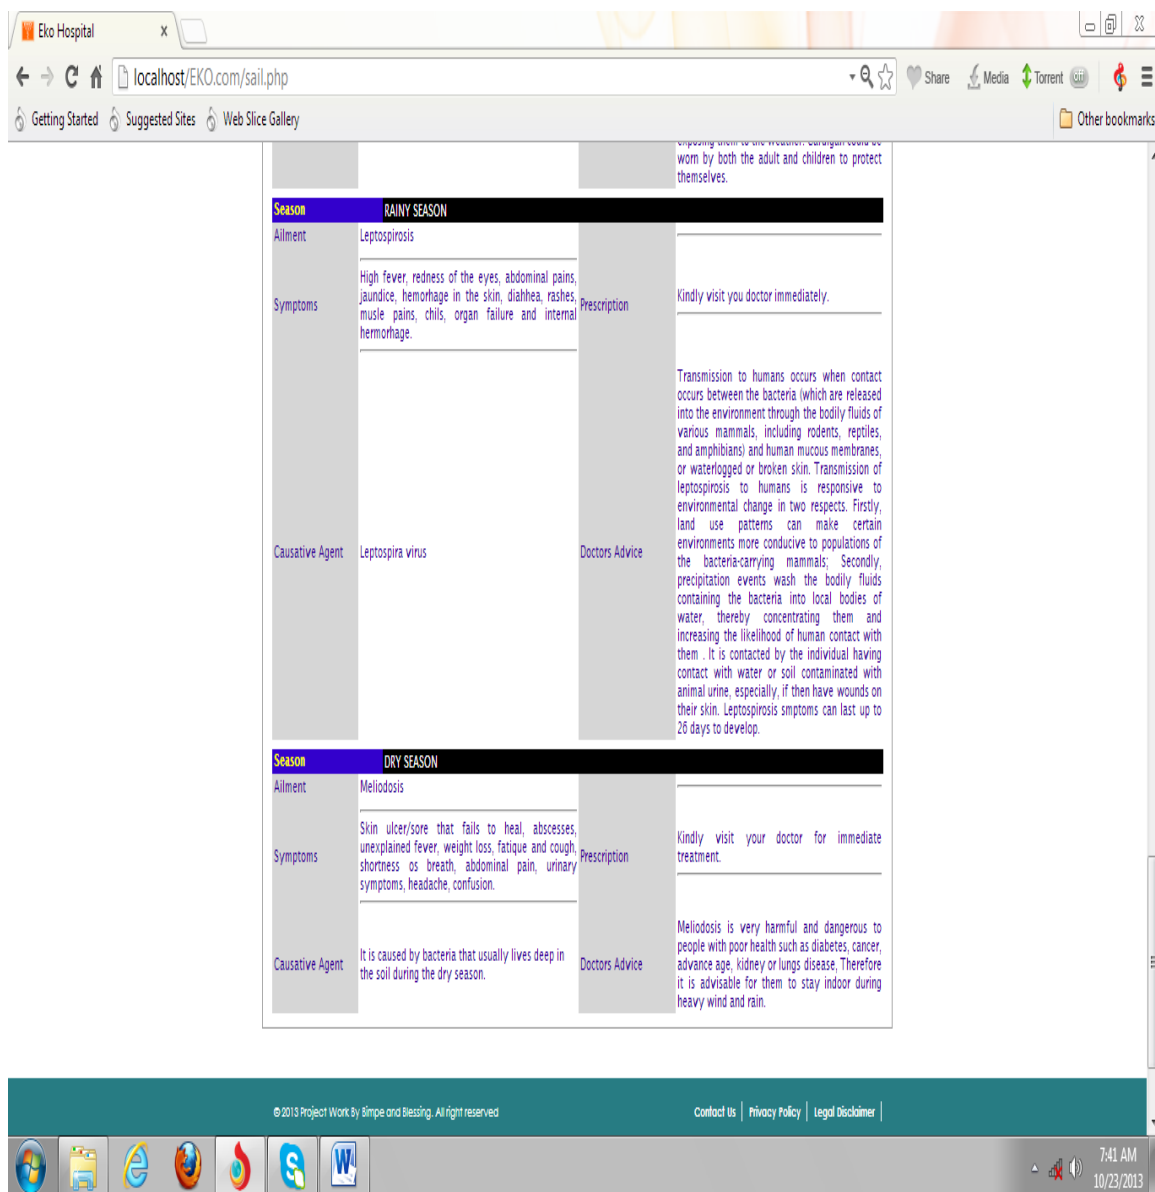 Eko Hospital
localhost/EKO.com/sail.php
Share
Media
Torrent
Getting Started
Suggested Sites
Web Slice Gallery
Other bookmarks
exposing them to the weather. Cardigan could be
worn by both the adult and children to protect
themselves.
Season RAINY SEASON
Ailment
Leptospirosis
Symptoms
High fever, redness of the eyes, abdominal pains,
jaundice, hemorhage in the skin, diahhea, rashes,
musle pains, chils, organ failure and internal
hermorhage.
Prescription
Kindly visit you doctor immediately.
Causative Agent
Leptospira virus
Doctors Advice
Transmission to humans occurs when contact
occurs between the bacteria (which are released
into the environment through the bodily fluids of
various mammals, including rodents, reptiles,
and amphibians) and human mucous membranes,
or waterlogged or broken skin. Transmission of
leptospirosis to humans is responsive to
environmental change in two respects. Firstly,
land use patterns can make certain
environments more conducive to populations of
the bacteria-carrying mammals; Secondly,
precipitation events wash the bodily fluids
containing the bacteria into local bodies of
water, thereby concentrating them and
increasing the likelihood of human contact with
them . It is contacted by the individual having
contact with water or soil contaminated with
animal urine, especially, if then have wounds on
their skin. Leptospirosis smptoms can last up to
26 days to develop.
Season DRY SEASON
Ailment
Meliodosis
Symptoms
Skin ulcer/sore that fails to heal, abscesses,
unexplained fever, weight loss, fatique and cough,
shortness os breath, abdominal pain, urinary
symptoms, headache, confusion.
Prescription
Kindly visit your doctor for immediate
treatment.
Causative Agent
It is caused by bacteria that usually lives deep in
the soil during the dry season.
Doctors Advice
Meliodosis is very harmful and dangerous to
people with poor health such as diabetes, cancer,
advance age, kidney or lungs disease, Therefore
it is advisable for them to stay indoor during
heavy wind and rain.
© 2013 Project Work By Bimpe and Blessing. All right reserved
Contact Us | Privacy Policy | Legal Disclaimer |
7:41 AM
10/23/2013